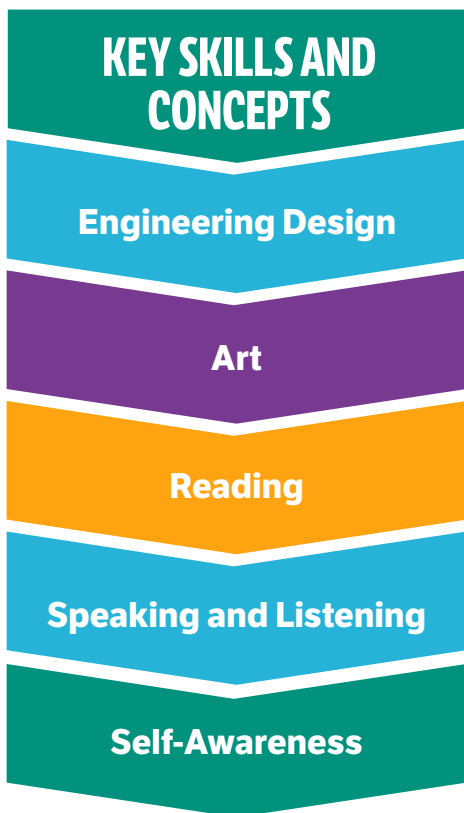 KEY SKILLS AND
CONCEPTS
Engineering Design
Art
Reading
Speaking and Listening
Self-Awareness